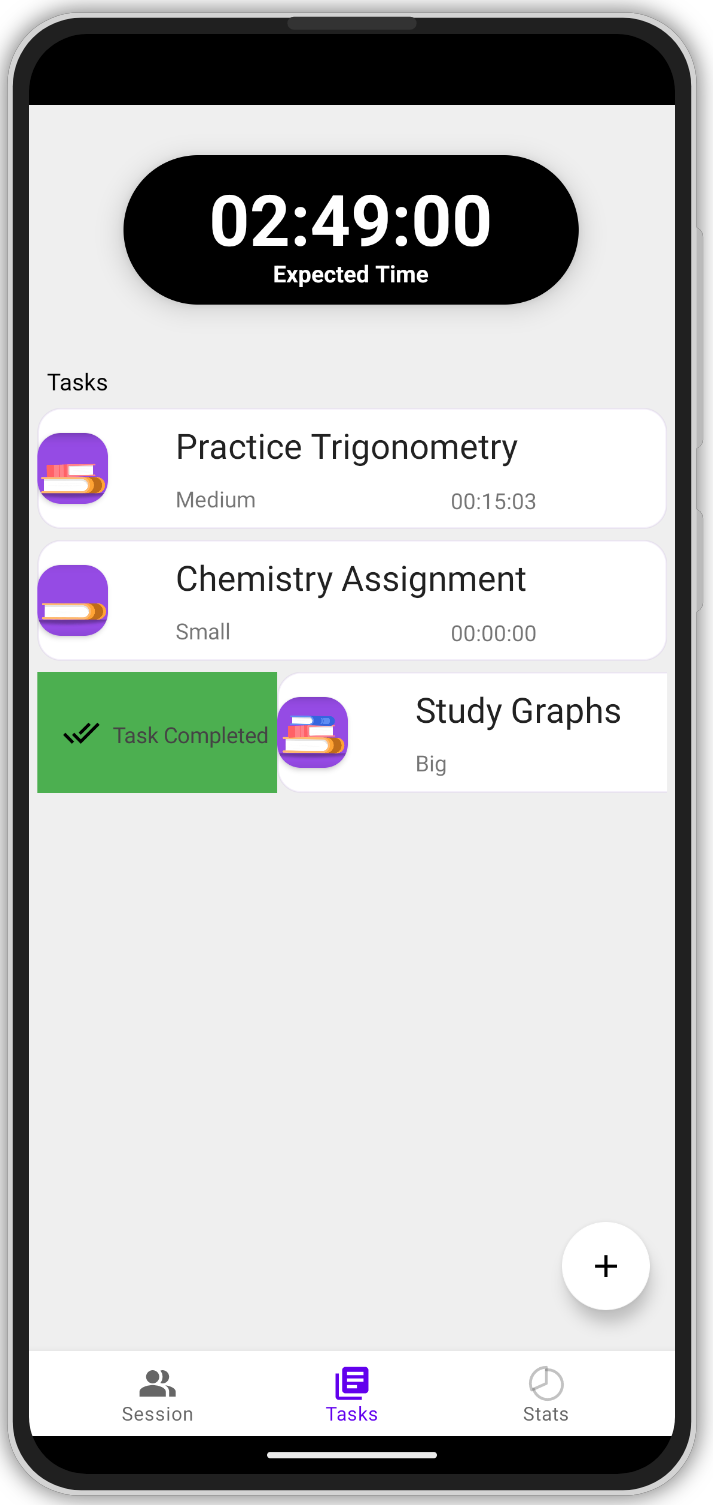 02:49:00
Expected Time
Tasks
Practice Trigonometry
Medium 00:15:03
Chemistry Assignment
Small 00:00:00
Task Completed Study Graphs
Big
Session Tasks Stats